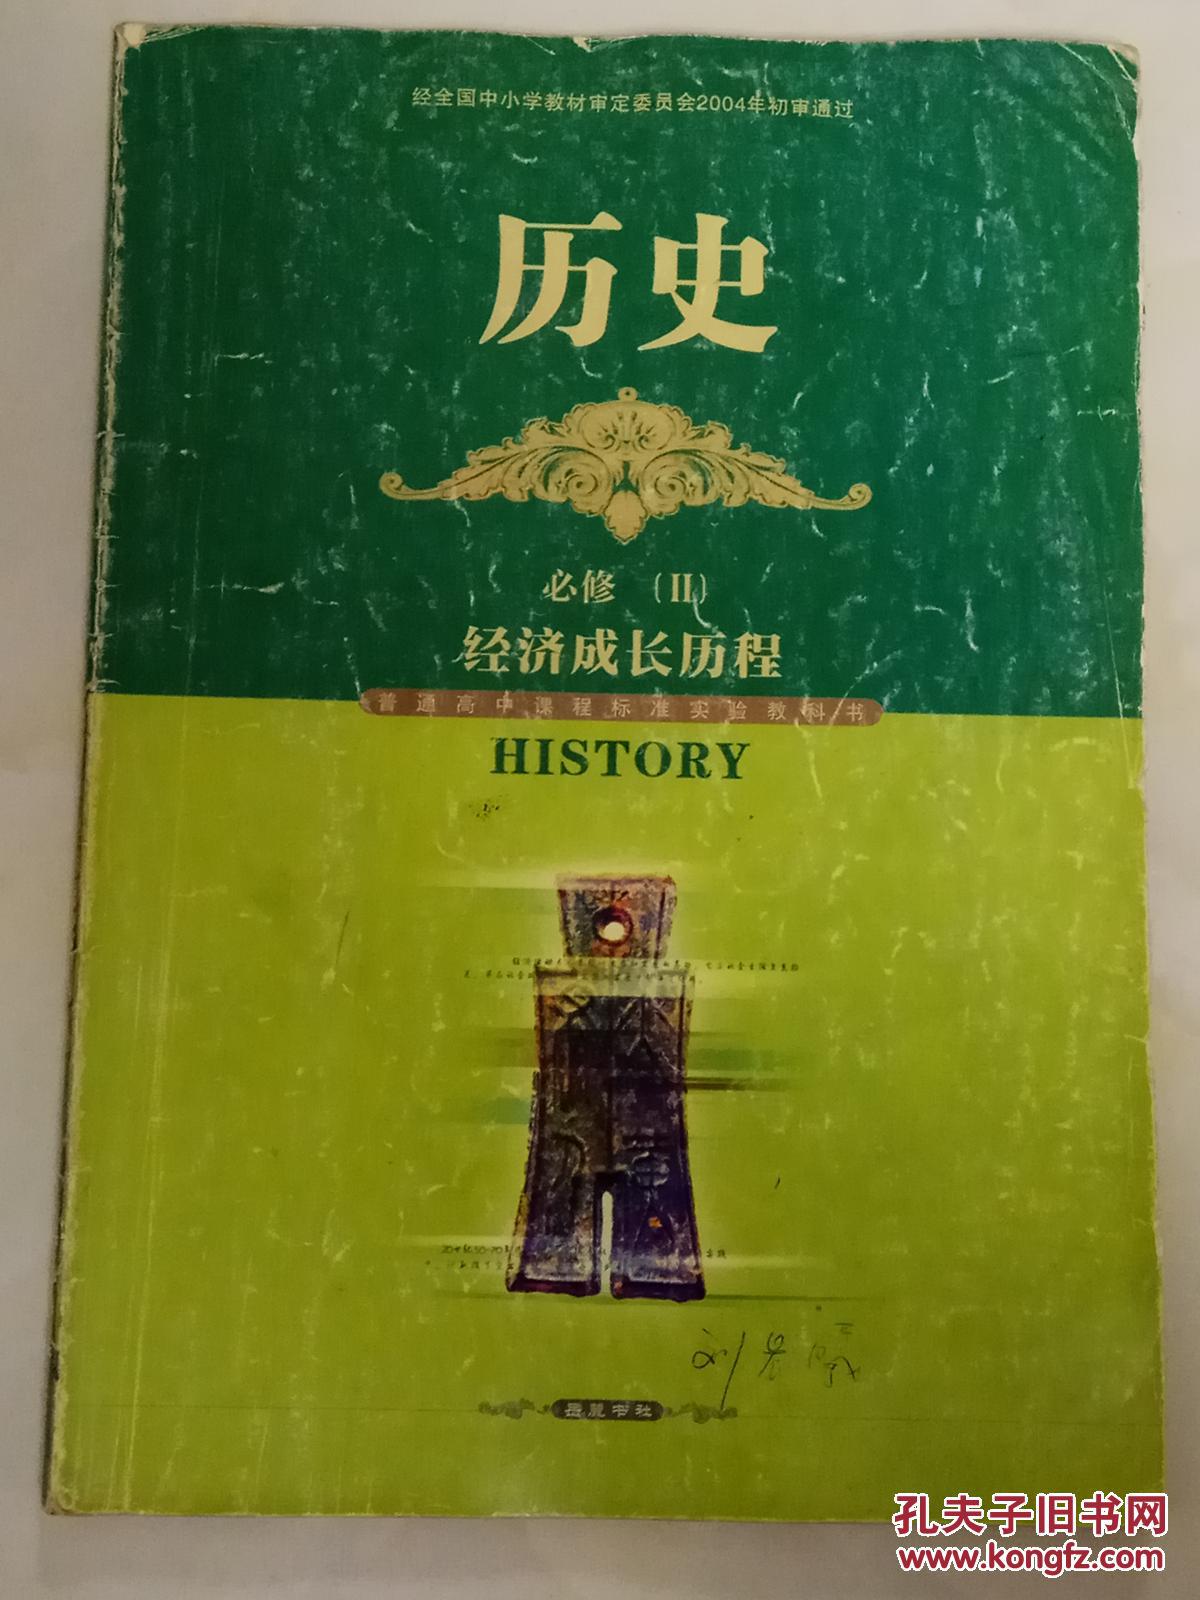 经全国中小学教材审定委员会2004年初审通过
历史
必修 (II)
经济成长历程
普通高中课程标准实验教科书
HISTORY
刘晨曦
岳麓书社
孔夫子旧书网
www.kongfz.com